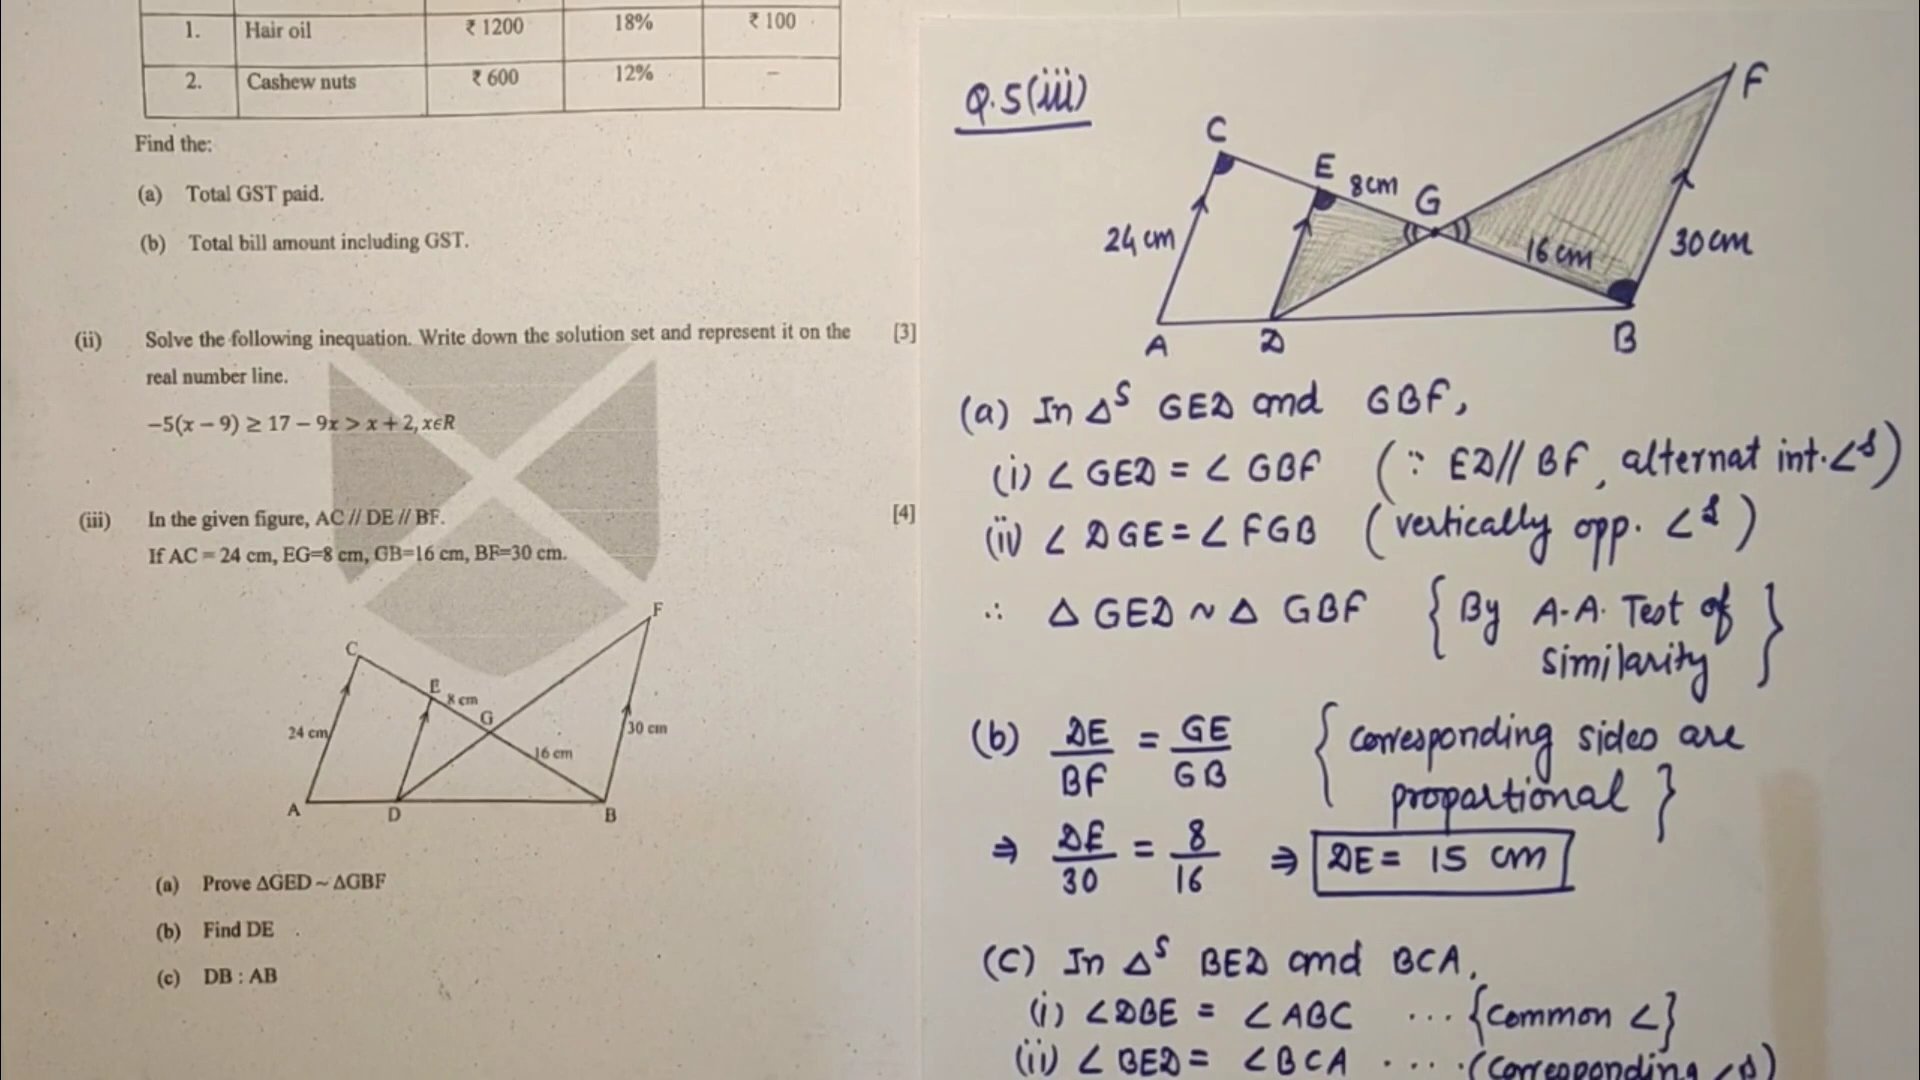 1. Hair oil ₹ 1200 18% ₹ 100
2. Cashew nuts ₹ 600 12% –
Find the:
(a) Total GST paid.
(b) Total bill amount including GST.
(ii) Solve the following inequation. Write down the solution set and represent it on the [3]
real number line.
−5(x − 9) ≥ 17 − 9x > x + 2, xϵR
(iii) In the given figure, AC // DE // BF. [4]
If AC = 24 cm, EG=8 cm, GB=16 cm, BF=30 cm.
F
C
E
8 cm
G
24 cm
30 cm
16 cm
A
D
B
(a) Prove ΔGED ~ ΔGBF
(b) Find DE
(c) DB : AB
Q.5(iii)
F
C
E
8cm
G
24 cm
16 cm
30 cm
A
D
B
(a) In Δˢ GED and GBF,
(i) ∠ GED = ∠ GBF (∵ ED// BF, alternat int. ∠ˢ)
(ii) ∠ DGE = ∠ FGB (vertically opp. ∠ˢ)
∴ Δ GED ~ Δ GBF {By A-A. Test of
similarity}
(b) DE/BF = GE/GB {corresponding sides are
proportional}
⇒ DE/30 = 8/16 ⇒ DE = 15 cm
(C) In Δˢ BED and BCA,
(i) ∠DBE = ∠ABC ... {Common ∠}
(ii) ∠ BED = ∠BCA .... (Corresponding ∠ˢ)